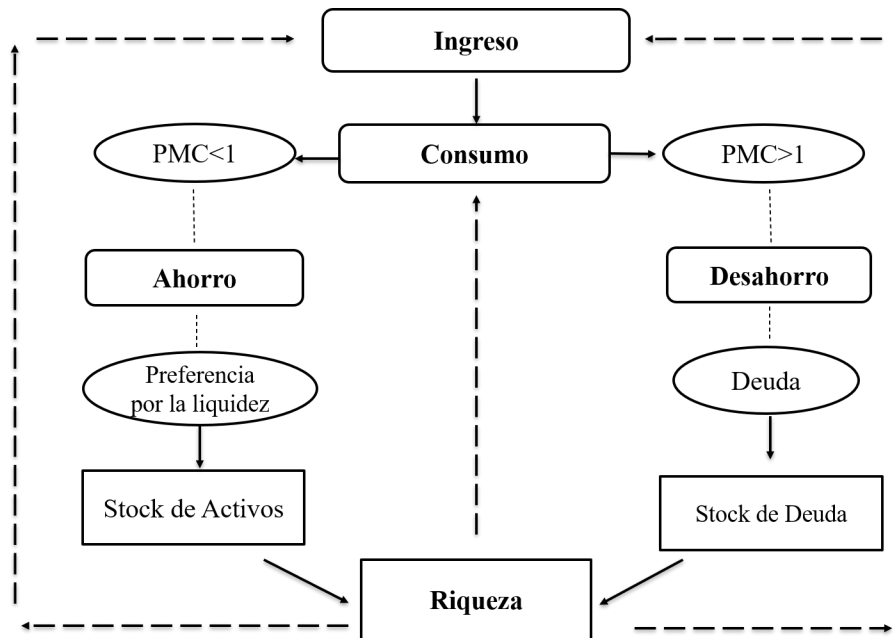 Ingreso
PMC<1
Consumo
PMC>1
Ahorro
Desahorro
Preferencia
por la liquidez
Deuda
Stock de Activos
Stock de Deuda
Riqueza